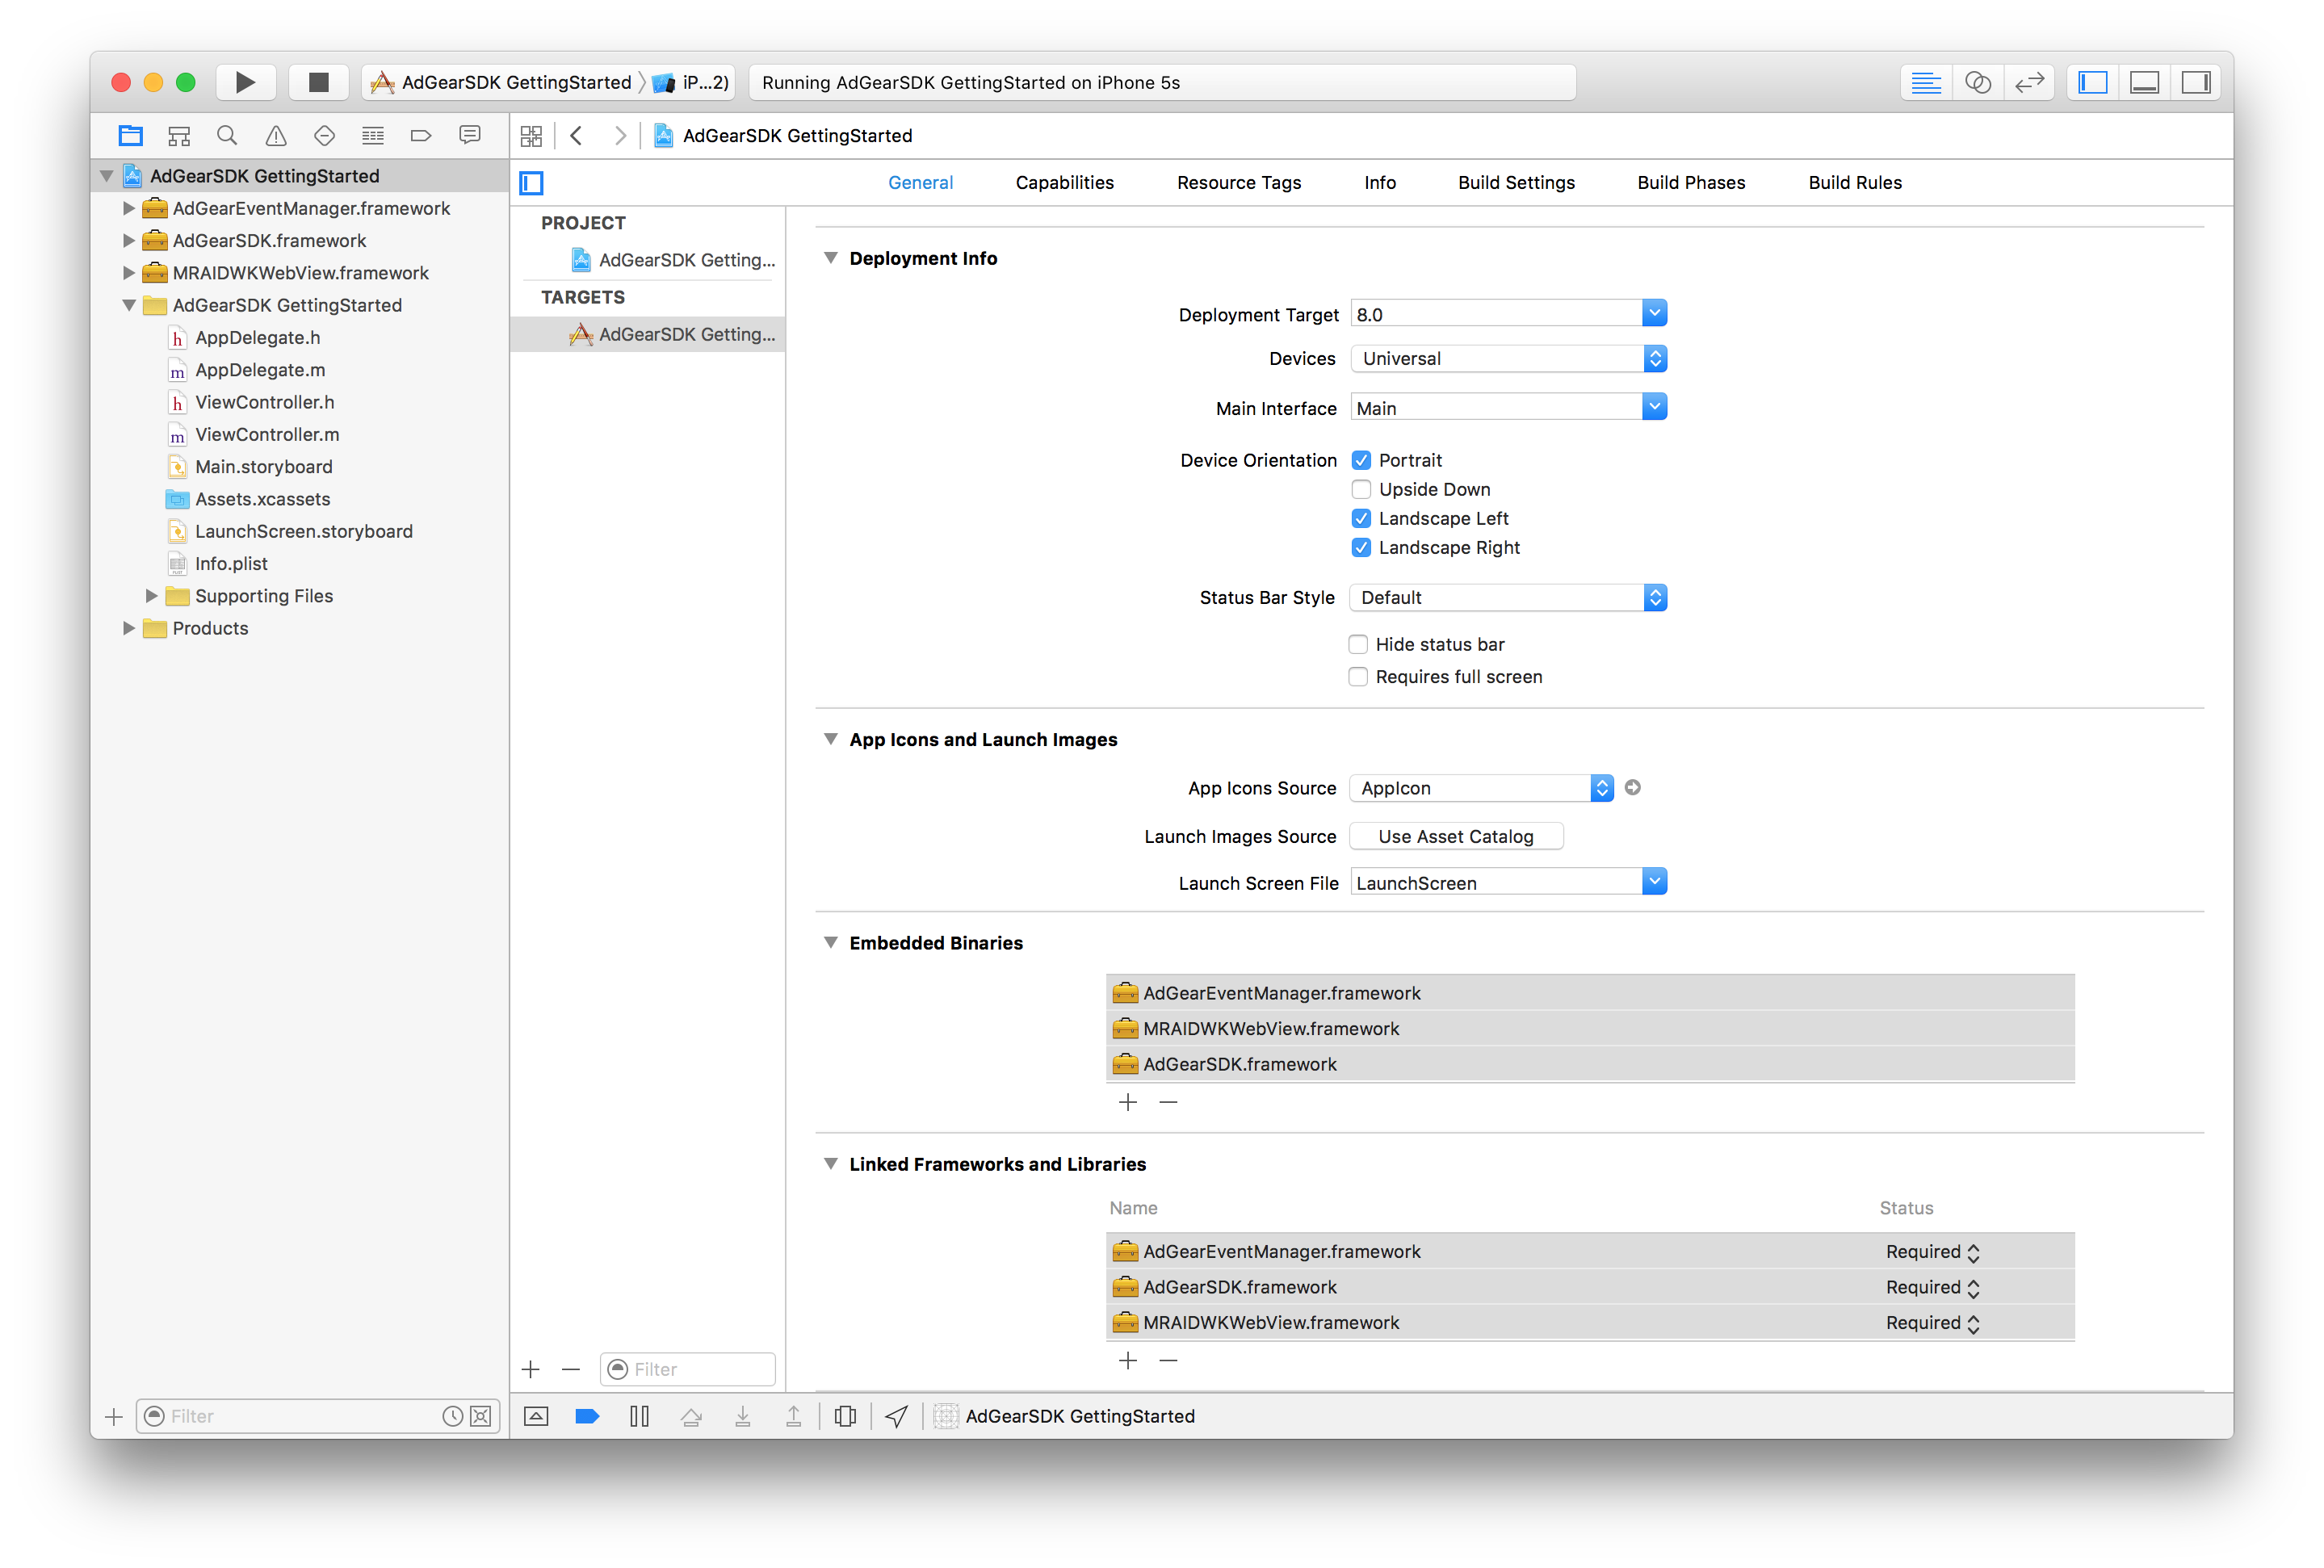 AdGearSDK GettingStarted
iP...2)
Running AdGearSDK GettingStarted on iPhone 5s
AdGearSDK GettingStarted
AdGearSDK GettingStarted
AdGearEventManager.framework
AdGearSDK.framework
MRAIDWKWebView.framework
AdGearSDK GettingStarted
h AppDelegate.h
m AppDelegate.m
h ViewController.h
m ViewController.m
Main.storyboard
Assets.xcassets
LaunchScreen.storyboard
Info.plist
Supporting Files
Products
Filter
General Capabilities Resource Tags Info Build Settings Build Phases Build Rules
PROJECT
AdGearSDK Getting...
TARGETS
AdGearSDK Getting...
Filter
Deployment Info
Deployment Target 8.0
Devices Universal
Main Interface Main
Device Orientation Portrait
Upside Down
Landscape Left
Landscape Right
Status Bar Style Default
Hide status bar
Requires full screen
App Icons and Launch Images
App Icons Source AppIcon
Launch Images Source Use Asset Catalog
Launch Screen File LaunchScreen
Embedded Binaries
AdGearEventManager.framework
MRAIDWKWebView.framework
AdGearSDK.framework
Linked Frameworks and Libraries
Name Status
AdGearEventManager.framework Required
AdGearSDK.framework Required
MRAIDWKWebView.framework Required
AdGearSDK GettingStarted